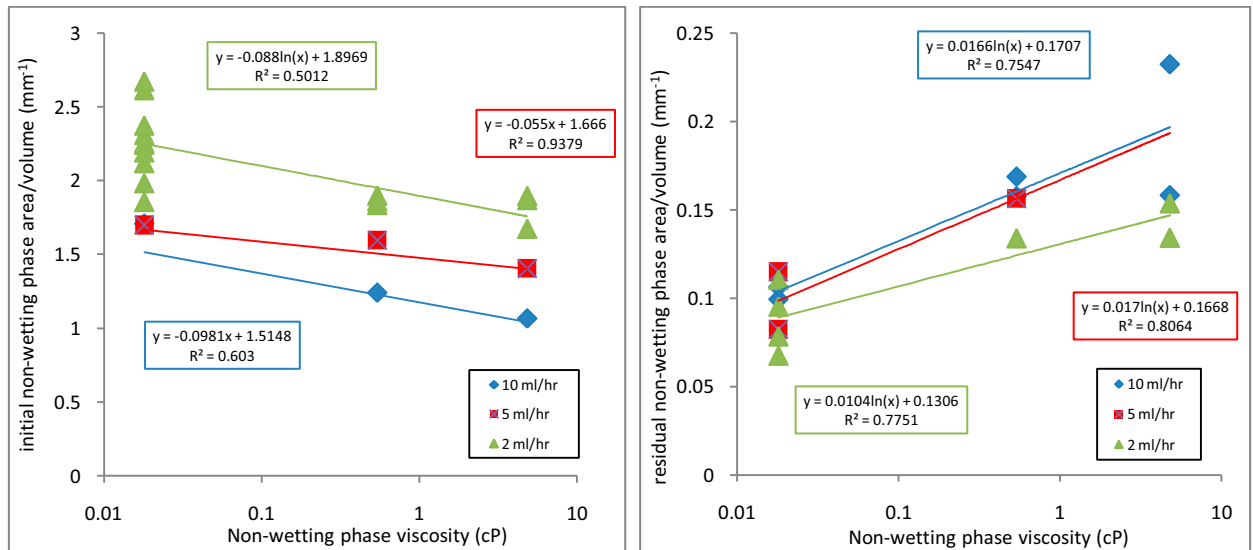 3
2.5
2
1.5
1
0.5
0
0.01
0.1
1
10
initial non-wetting phase area/volume (mm⁻¹)
Non-wetting phase viscosity (cP)
y = -0.088ln(x) + 1.8969
R² = 0.5012
y = -0.055x + 1.666
R² = 0.9379
y = -0.0981x + 1.5148
R² = 0.603
10 ml/hr
5 ml/hr
2 ml/hr
0.25
0.2
0.15
0.1
0.05
0
0.01
0.1
1
10
residual non-wetting phase area/volume (mm⁻¹)
Non-wetting phase viscosity (cP)
y = 0.0166ln(x) + 0.1707
R² = 0.7547
y = 0.017ln(x) + 0.1668
R² = 0.8064
y = 0.0104ln(x) + 0.1306
R² = 0.7751
10 ml/hr
5 ml/hr
2 ml/hr